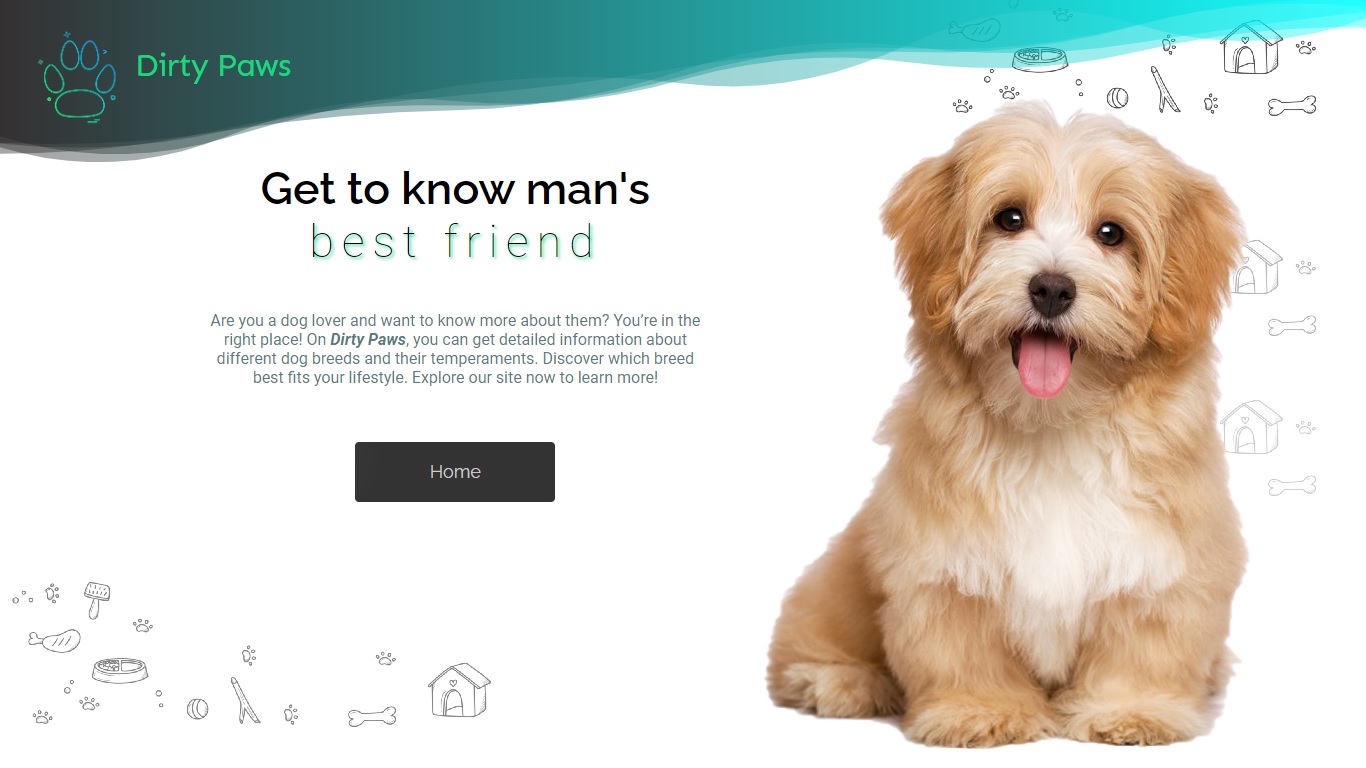 Dirty Paws
Get to know man's
best friend
Are you a dog lover and want to know more about them? You’re in the
right place! On Dirty Paws, you can get detailed information about
different dog breeds and their temperaments. Discover which breed
best fits your lifestyle. Explore our site now to learn more!
Home